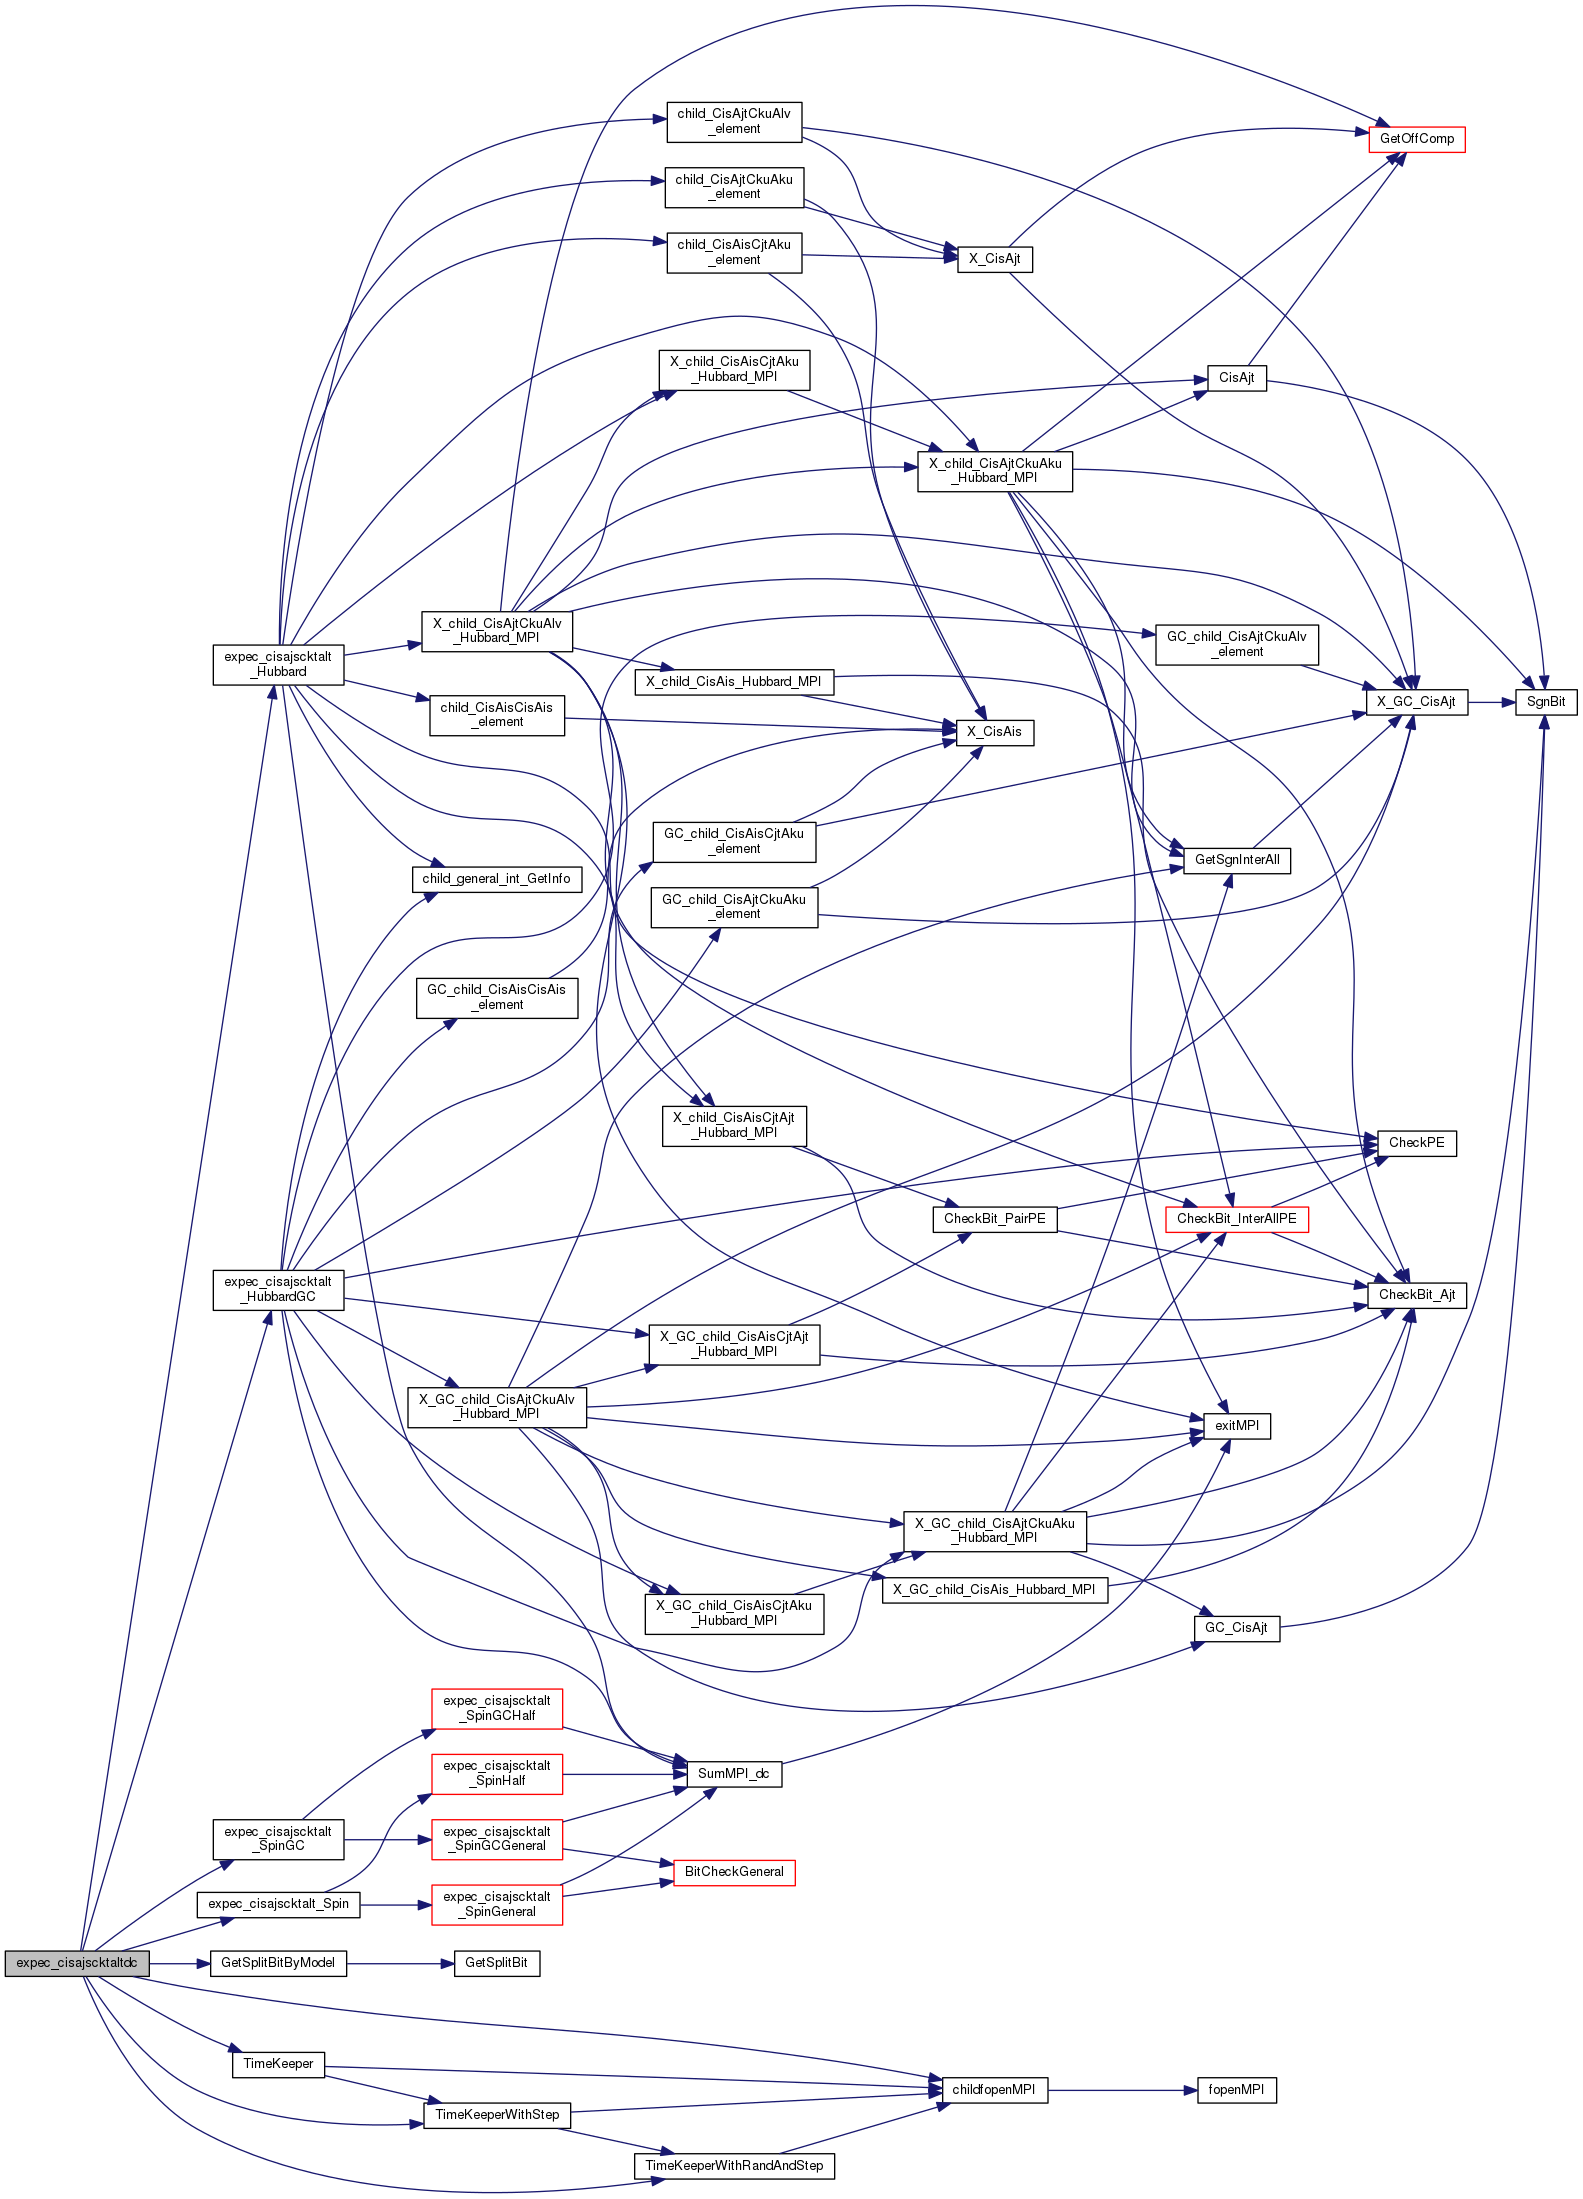 child_CisAjtCkuAlv
_element
GetOffComp
child_CisAjtCkuAku
_element
child_CisAisCjtAku
_element
X_CisAjt
X_child_CisAisCjtAku
_Hubbard_MPI
CisAjt
X_child_CisAjtCkuAku
_Hubbard_MPI
X_child_CisAjtCkuAlv
_Hubbard_MPI
GC_child_CisAjtCkuAlv
_element
expec_cisajscktalt
_Hubbard
X_child_CisAis_Hubbard_MPI
child_CisAisCisAis
_element
X_GC_CisAjt
SgnBit
X_CisAis
GC_child_CisAisCjtAku
_element
GetSgnInterAll
child_general_int_GetInfo
GC_child_CisAjtCkuAku
_element
GC_child_CisAisCisAis
_element
X_child_CisAisCjtAjt
_Hubbard_MPI
CheckPE
CheckBit_PairPE
CheckBit_InterAllPE
expec_cisajscktalt
_HubbardGC
CheckBit_Ajt
X_GC_child_CisAisCjtAjt
_Hubbard_MPI
X_GC_child_CisAjtCkuAlv
_Hubbard_MPI
exitMPI
X_GC_child_CisAjtCkuAku
_Hubbard_MPI
X_GC_child_CisAis_Hubbard_MPI
X_GC_child_CisAisCjtAku
_Hubbard_MPI
GC_CisAjt
expec_cisajscktalt
_SpinGCHalf
expec_cisajscktalt
_SpinHalf
SumMPI_dc
expec_cisajscktalt
_SpinGC
expec_cisajscktalt
_SpinGCGeneral
BitCheckGeneral
expec_cisajscktalt_Spin
expec_cisajscktalt
_SpinGeneral
expec_cisajscktaltdc
GetSplitBitByModel
GetSplitBit
TimeKeeper
childfopenMPI
fopenMPI
TimeKeeperWithStep
TimeKeeperWithRandAndStep